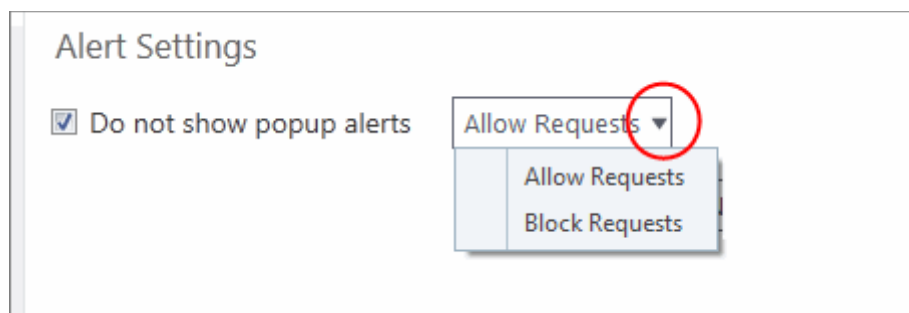 Alert Settings
Do not show popup alerts
Allow Requests
Allow Requests
Block Requests